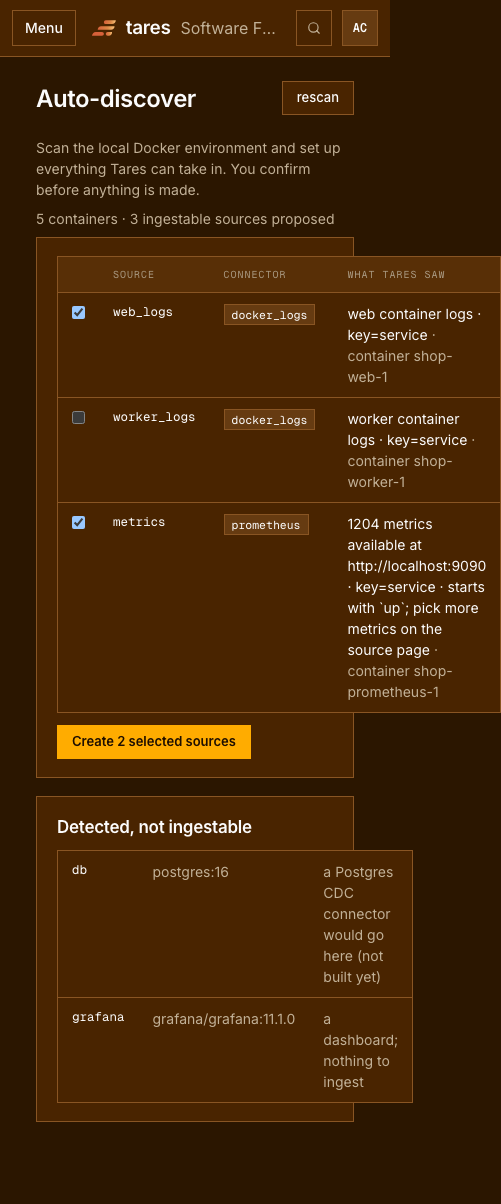 Menu
tares Software F...
AC
Auto-discover
rescan
Scan the local Docker environment and set up
everything Tares can take in. You confirm
before anything is made.
5 containers · 3 ingestable sources proposed
SOURCE CONNECTOR WHAT TARES SAW
web_logs docker_logs web container logs ·
key=service ·
container shop-
web-1
worker_logs docker_logs worker container
logs · key=service ·
container shop-
worker-1
metrics prometheus 1204 metrics
available at
http://localhost:9090
· key=service · starts
with `up`; pick more
metrics on the
source page ·
container shop-
prometheus-1
Create 2 selected sources
Detected, not ingestable
db postgres:16 a Postgres
CDC
connector
would go
here (not
built yet)
grafana grafana/grafana:11.1.0 a
dashboard;
nothing to
ingest